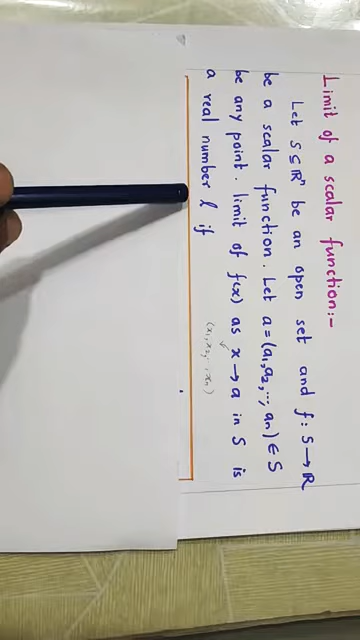 Limit of a scalar function:-
Let S ⊆ ℝⁿ be an open set and f: S → ℝ
be a scalar function. Let a = (a₁, a₂, ..., aₙ) ∈ S
be any point. limit of f(x) as x → a in S is
(x₁, x₂, ..., xₙ)
a real number l if